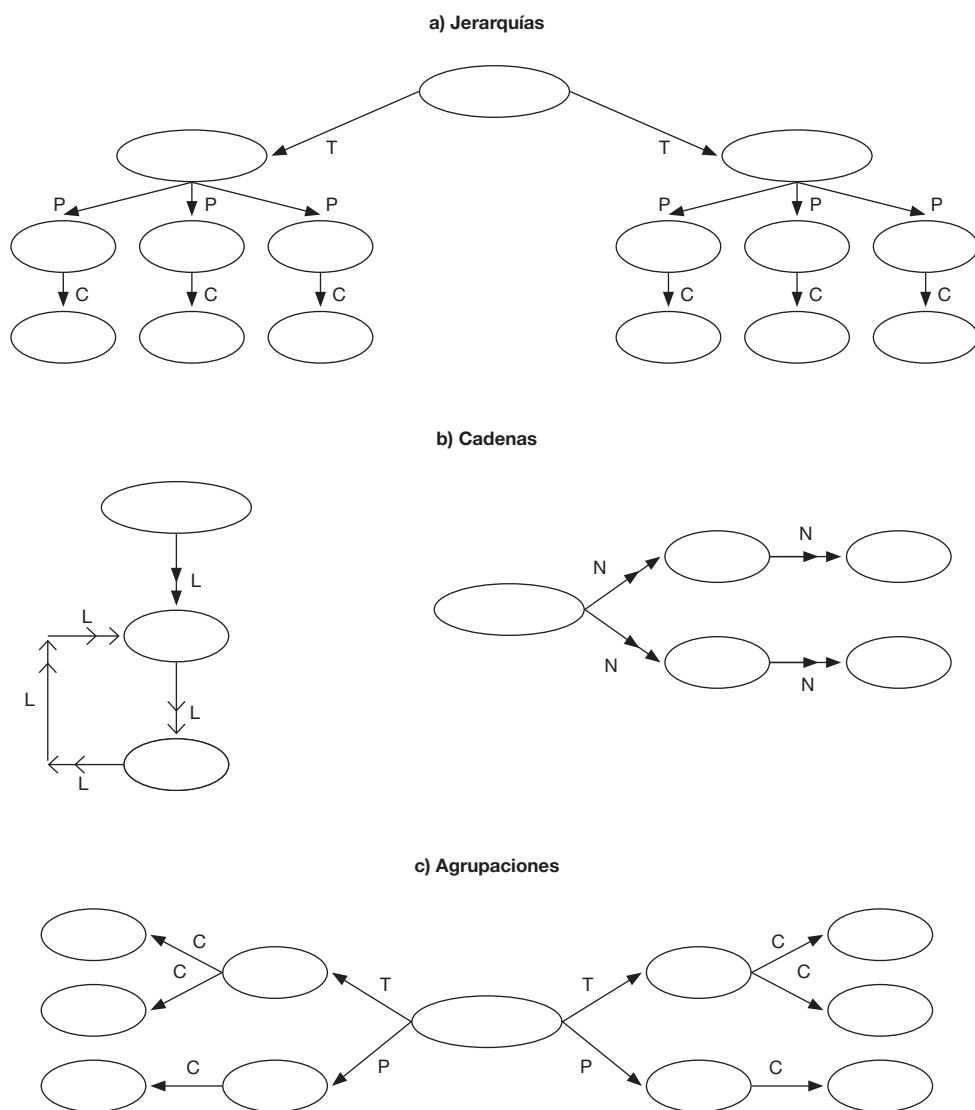 a) Jerarquías
T T
P P P P P P
C C C C C C
b) Cadenas
L
L
L
L
L
N N
N N
c) Agrupaciones
C C
C C
T T
C P P C